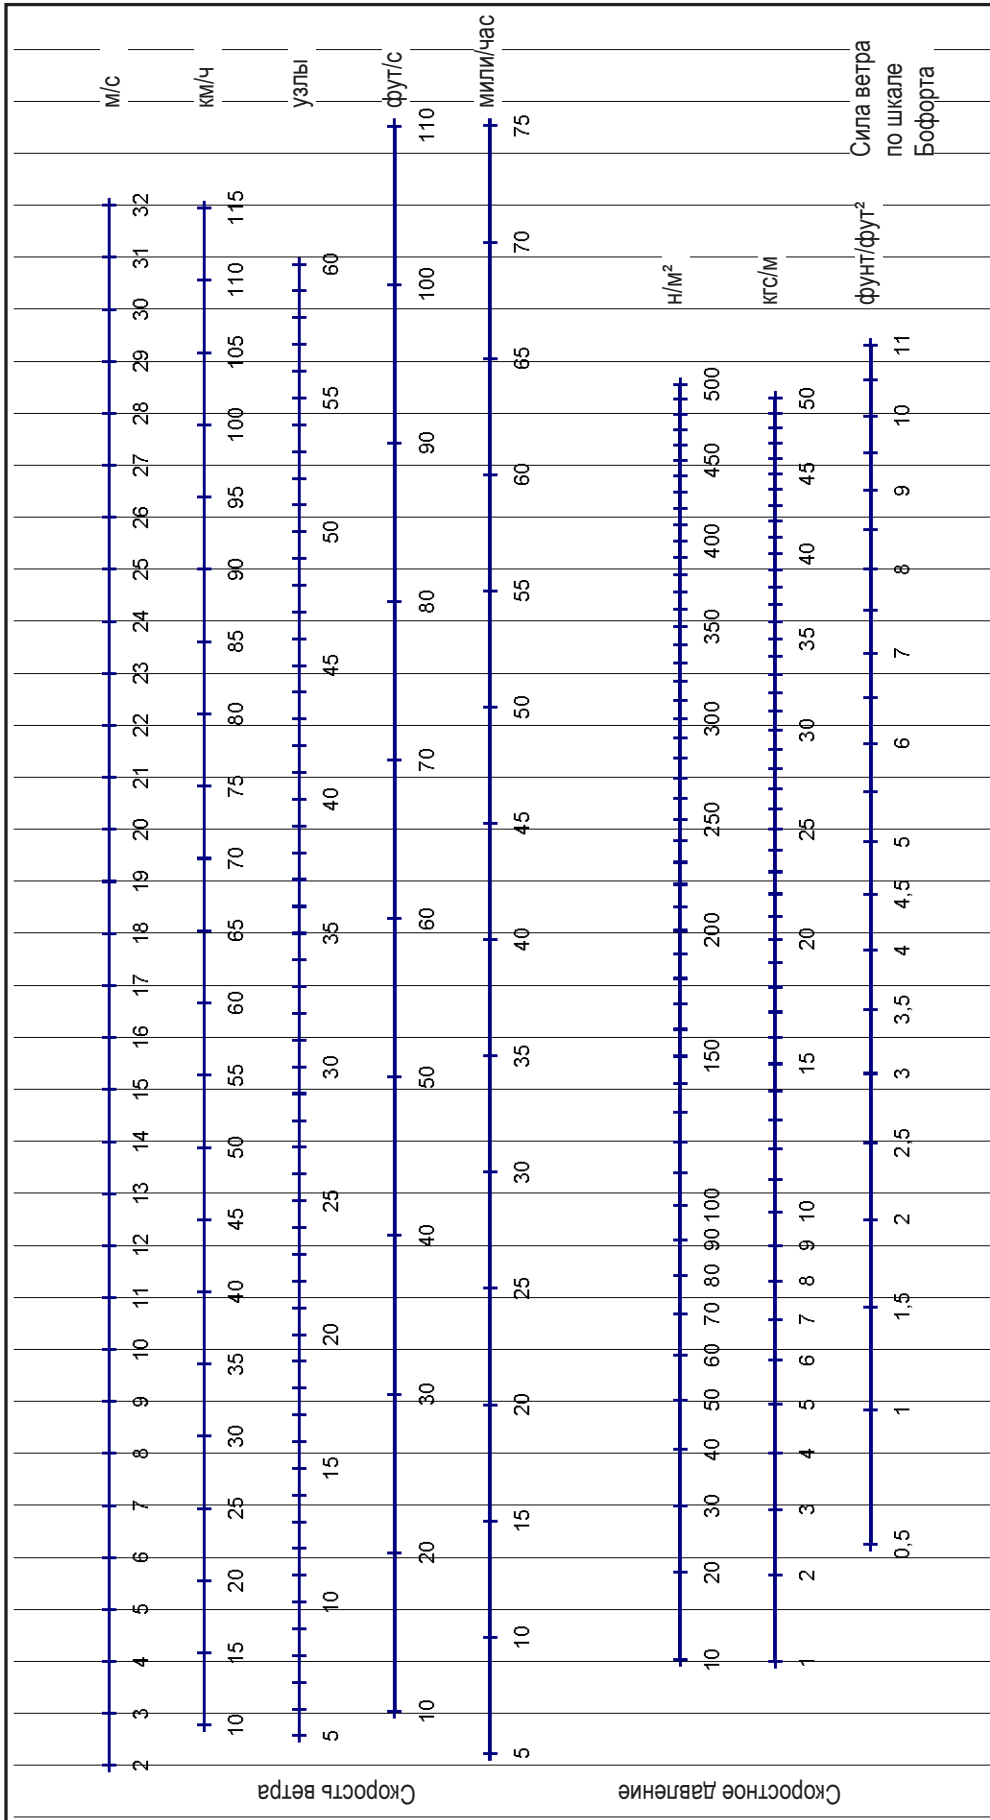 Скорость ветра
2 3 4 5 6 7 8 9 10 11 12 13 14 15 16 17 18 19 20 21 22 23 24 25 26 27 28 29 30 31 32 м/с
10 15 20 25 30 35 40 45 50 55 60 65 70 75 80 85 90 95 100 105 110 115 км/ч
5 10 15 20 25 30 35 40 45 50 55 60 узлы
10 20 30 40 50 60 70 80 90 100 110 фут/с
5 10 15 20 25 30 35 40 45 50 55 60 65 70 75 мили/час
Скоростное давление
10 20 30 40 50 60 70 80 90 100 150 200 250 300 350 400 450 500 н/м²
1 2 3 4 5 6 7 8 9 10 15 20 25 30 35 40 45 50 кгс/м
0,5 1 1,5 2 2,5 3 3,5 4 4,5 5 6 7 8 9 10 11 фунт/фут²
Сила ветра
по шкале
Бофорта